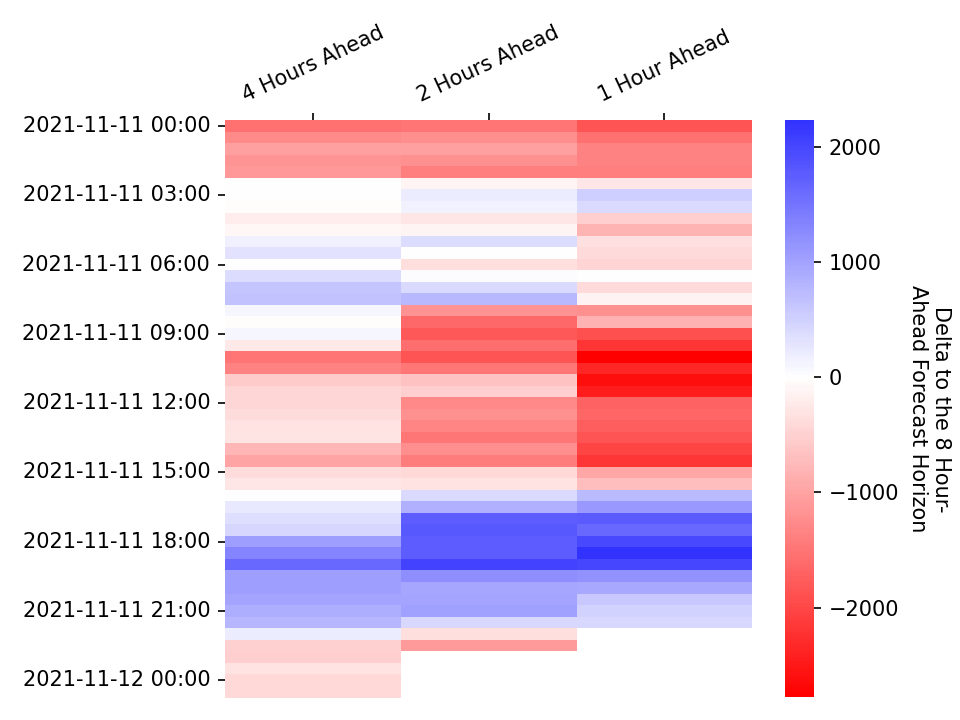 4 Hours Ahead
2 Hours Ahead
1 Hour Ahead
2021-11-11 00:00
2021-11-11 03:00
2021-11-11 06:00
2021-11-11 09:00
2021-11-11 12:00
2021-11-11 15:00
2021-11-11 18:00
2021-11-11 21:00
2021-11-12 00:00
2000
1000
0
−1000
−2000
Delta to the 8 Hour-
Ahead Forecast Horizon